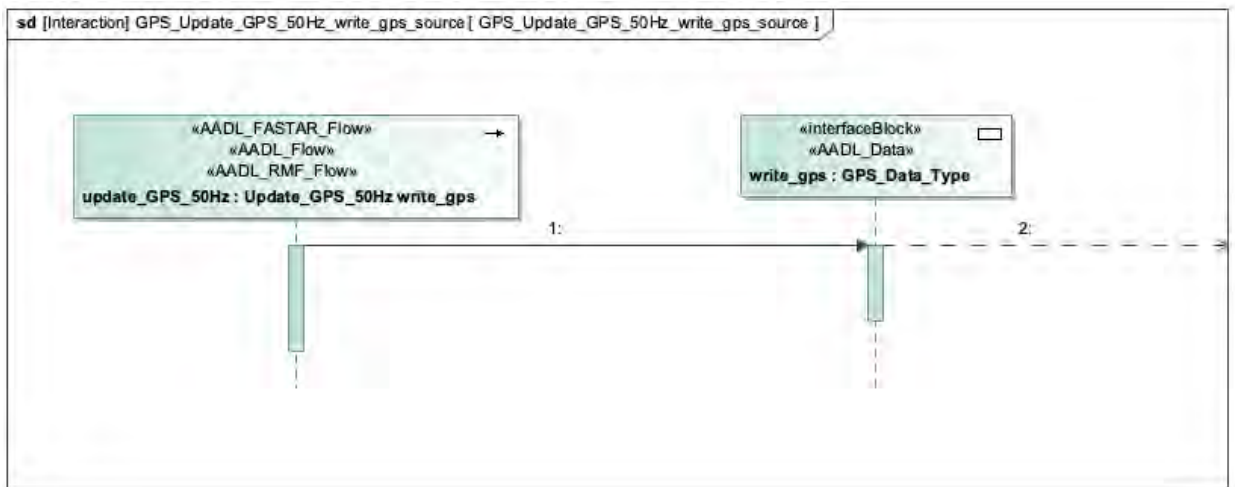 sd [Interaction] GPS_Update_GPS_50Hz_write_gps_source [ GPS_Update_GPS_50Hz_write_gps_source ]
«AADL_FASTAR_Flow»
«AADL_Flow»
«AADL_RMF_Flow»
update_GPS_50Hz : Update_GPS_50Hz write_gps
«interfaceBlock»
«AADL_Data»
write_gps : GPS_Data_Type
1:
2: